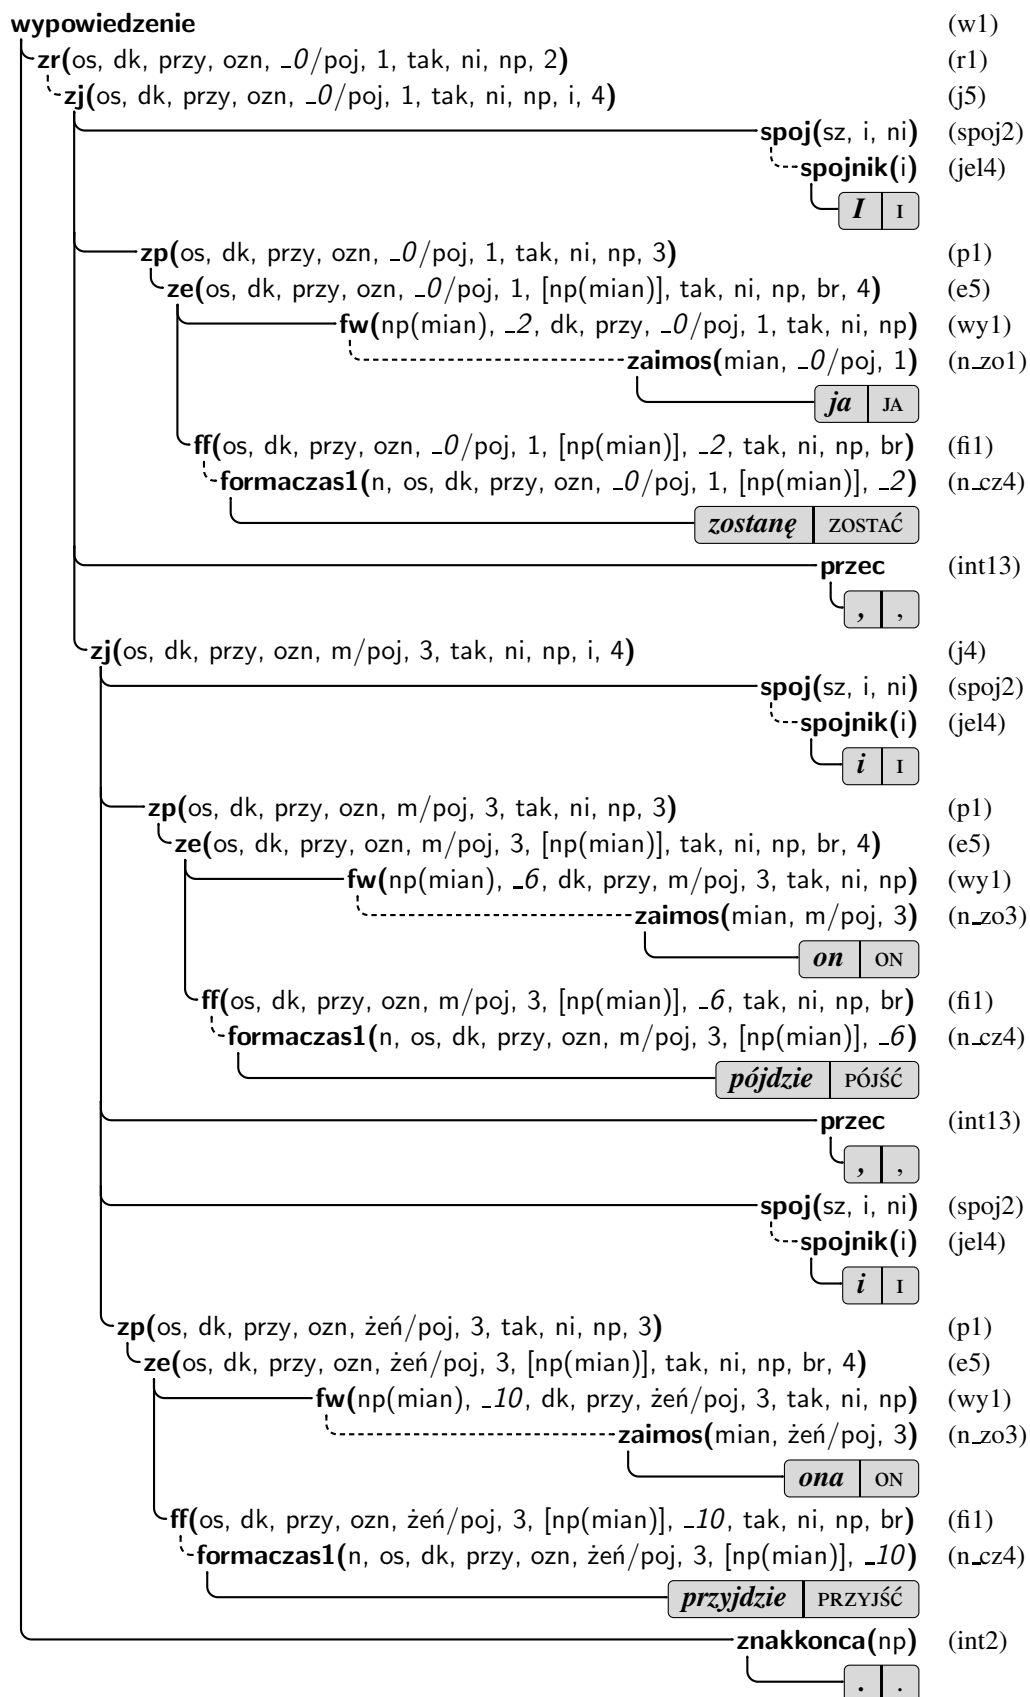 wypowiedzenie (w1)
zr(os, dk, przy, ozn, _0/poj, 1, tak, ni, np, 2) (r1)
zj(os, dk, przy, ozn, _0/poj, 1, tak, ni, np, i, 4) (j5)
spoj(sz, i, ni) (spoj2)
spojnik(i) (jel4)
I I
zp(os, dk, przy, ozn, _0/poj, 1, tak, ni, np, 3) (p1)
ze(os, dk, przy, ozn, _0/poj, 1, [np(mian)], tak, ni, np, br, 4) (e5)
fw(np(mian), _2, dk, przy, _0/poj, 1, tak, ni, np) (wy1)
zaimos(mian, _0/poj, 1) (n_zo1)
ja JA
ff(os, dk, przy, ozn, _0/poj, 1, [np(mian)], _2, tak, ni, np, br) (fi1)
formaczas1(n, os, dk, przy, ozn, _0/poj, 1, [np(mian)], _2) (n_cz4)
zostanę ZOSTAĆ
przec (int13)
, ,
zj(os, dk, przy, ozn, m/poj, 3, tak, ni, np, i, 4) (j4)
spoj(sz, i, ni) (spoj2)
spojnik(i) (jel4)
i I
zp(os, dk, przy, ozn, m/poj, 3, tak, ni, np, 3) (p1)
ze(os, dk, przy, ozn, m/poj, 3, [np(mian)], tak, ni, np, br, 4) (e5)
fw(np(mian), _6, dk, przy, m/poj, 3, tak, ni, np) (wy1)
zaimos(mian, m/poj, 3) (n_zo3)
on ON
ff(os, dk, przy, ozn, m/poj, 3, [np(mian)], _6, tak, ni, np, br) (fi1)
formaczas1(n, os, dk, przy, ozn, m/poj, 3, [np(mian)], _6) (n_cz4)
pójdzie PÓJŚĆ
przec (int13)
, ,
spoj(sz, i, ni) (spoj2)
spojnik(i) (jel4)
i I
zp(os, dk, przy, ozn, żeń/poj, 3, tak, ni, np, 3) (p1)
ze(os, dk, przy, ozn, żeń/poj, 3, [np(mian)], tak, ni, np, br, 4) (e5)
fw(np(mian), _10, dk, przy, żeń/poj, 3, tak, ni, np) (wy1)
zaimos(mian, żeń/poj, 3) (n_zo3)
ona ON
ff(os, dk, przy, ozn, żeń/poj, 3, [np(mian)], _10, tak, ni, np, br) (fi1)
formaczas1(n, os, dk, przy, ozn, żeń/poj, 3, [np(mian)], _10) (n_cz4)
przyjdzie PRZYJŚĆ
znakkonca(np) (int2)
. .